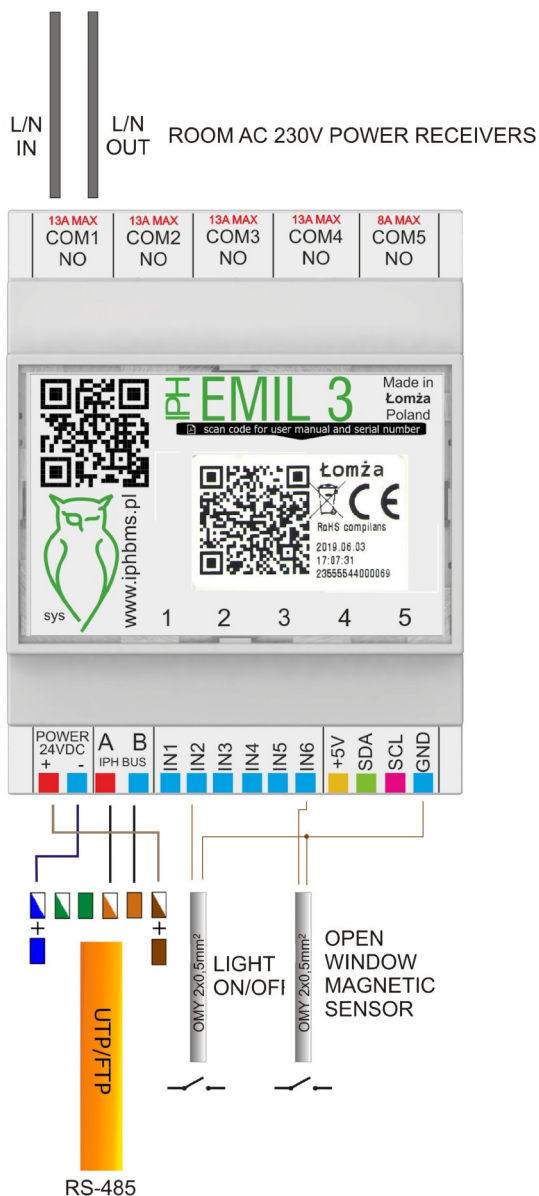 L/N
IN
L/N
OUT
ROOM AC 230V POWER RECEIVERS
13A MAX
COM1
NO
13A MAX
COM2
NO
13A MAX
COM3
NO
13A MAX
COM4
NO
8A MAX
COM5
NO
IPH
EMIL 3
Made in
Łomża
Poland
scan code for user manual and serial number
Łomża
CE
RoHS complians
2019.06.03
17:07:31
23555544000069
sys
www.iphbms.pl
1 2 3 4 5
POWER
24VDC
+ -
A B
IPH BUS
IN1
IN2
IN3
IN4
IN5
IN6
+5V
SDA
SCL
GND
+
+
UTP/FTP
RS-485
OMY 2x0,5mm²
LIGHT
ON/OFF
OMY 2x0,5mm²
OPEN
WINDOW
MAGNETIC
SENSOR